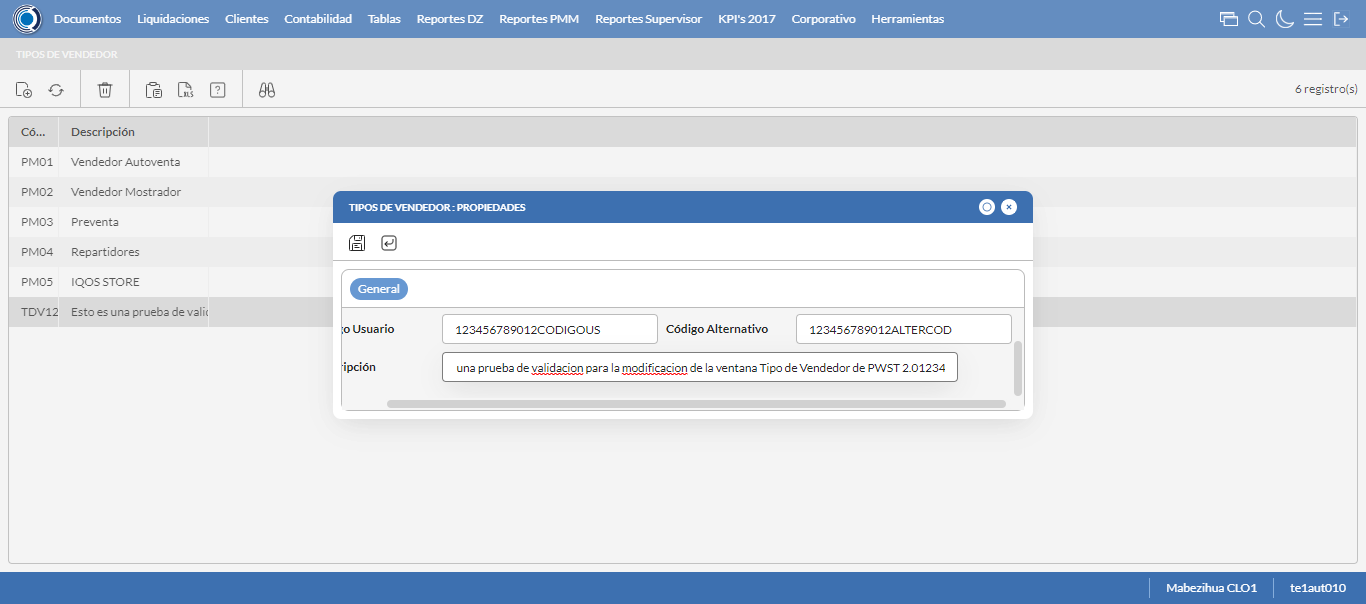 Documentos Liquidaciones Clientes Contabilidad Tablas Reportes DZ Reportes PMM Reportes Supervisor KPI's 2017 Corporativo Herramientas
TIPOS DE VENDEDOR
XLS ? 6 registro(s)
Có... Descripción
PM01 Vendedor Autoventa
PM02 Vendedor Mostrador
PM03 Preventa
PM04 Repartidores
PM05 IQOS STORE
TDV12 Esto es una prueba de valid
TIPOS DE VENDEDOR : PROPIEDADES
General
go Usuario 123456789012CODIGOUS Código Alternativo 123456789012ALTERCOD
ripción una prueba de validacion para la modificacion de la ventana Tipo de Vendedor de PWST 2.01234
Mabezihua CLO1 te1aut010